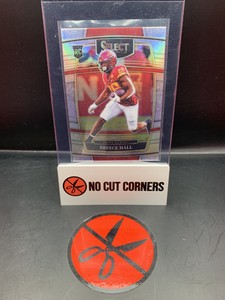 RC
SELECT
BREECE HALL
NO CUT CORNERS